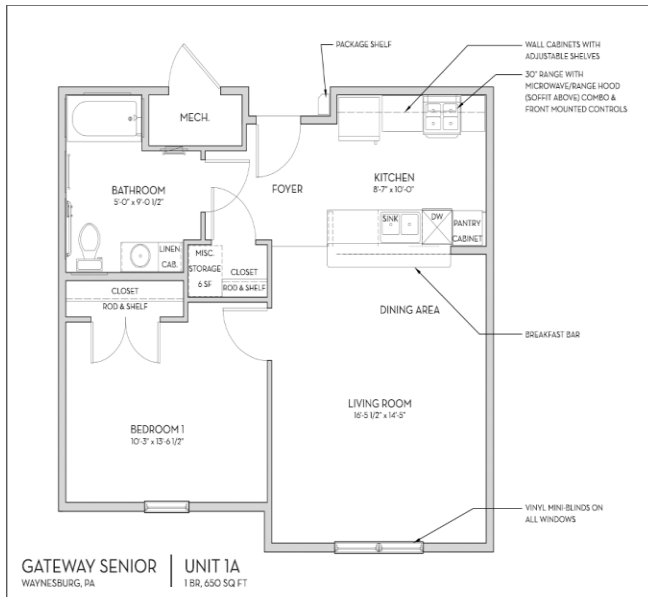 PACKAGE SHELF
WALL CABINETS WITH
ADJUSTABLE SHELVES
30" RANGE WITH
MICROWAVE/RANGE HOOD
(SOFFIT ABOVE) COMBO &
FRONT MOUNTED CONTROLS
MECH.
KITCHEN
8'-7" x 10'-0"
BATHROOM
5'-0" x 9'-0 1/2"
FOYER
SINK
DW
PANTRY
CABINET
LINEN
CAB.
MISC.
STORAGE
6 SF
CLOSET
ROD & SHELF
CLOSET
ROD & SHELF
DINING AREA
BREAKFAST BAR
LIVING ROOM
16'-5 1/2" x 14'-5"
BEDROOM 1
10'-3" x 13'-6 1/2"
VINYL MINI-BLINDS ON
ALL WINDOWS
GATEWAY SENIOR
WAYNESBURG, PA
UNIT 1A
1 BR, 650 SQ FT